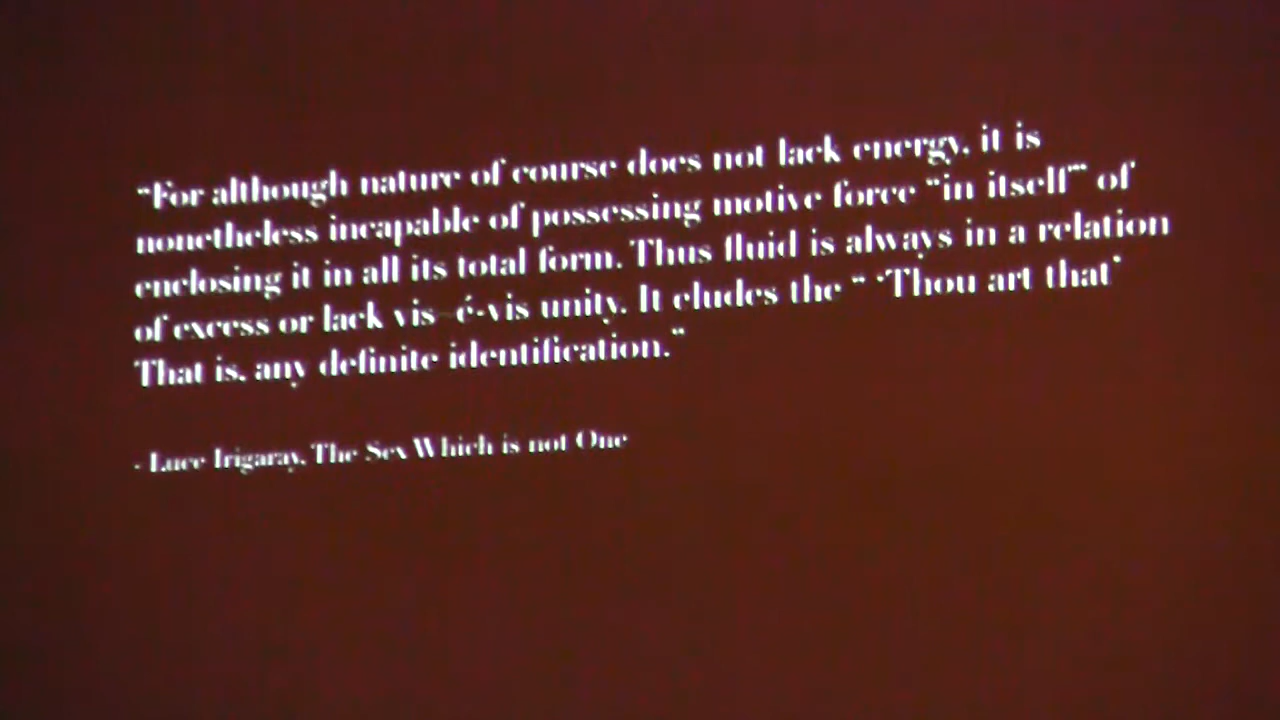 “For although nature of course does not lack energy, it is
nonetheless incapable of possessing motive force “in itself” of
enclosing it in all its total form. Thus fluid is always in a relation
of excess or lack vis-é-vis unity. It eludes the “ ‘Thou art that’
That is, any definite identification.“
- Luce Irigaray, The Sex Which is not One